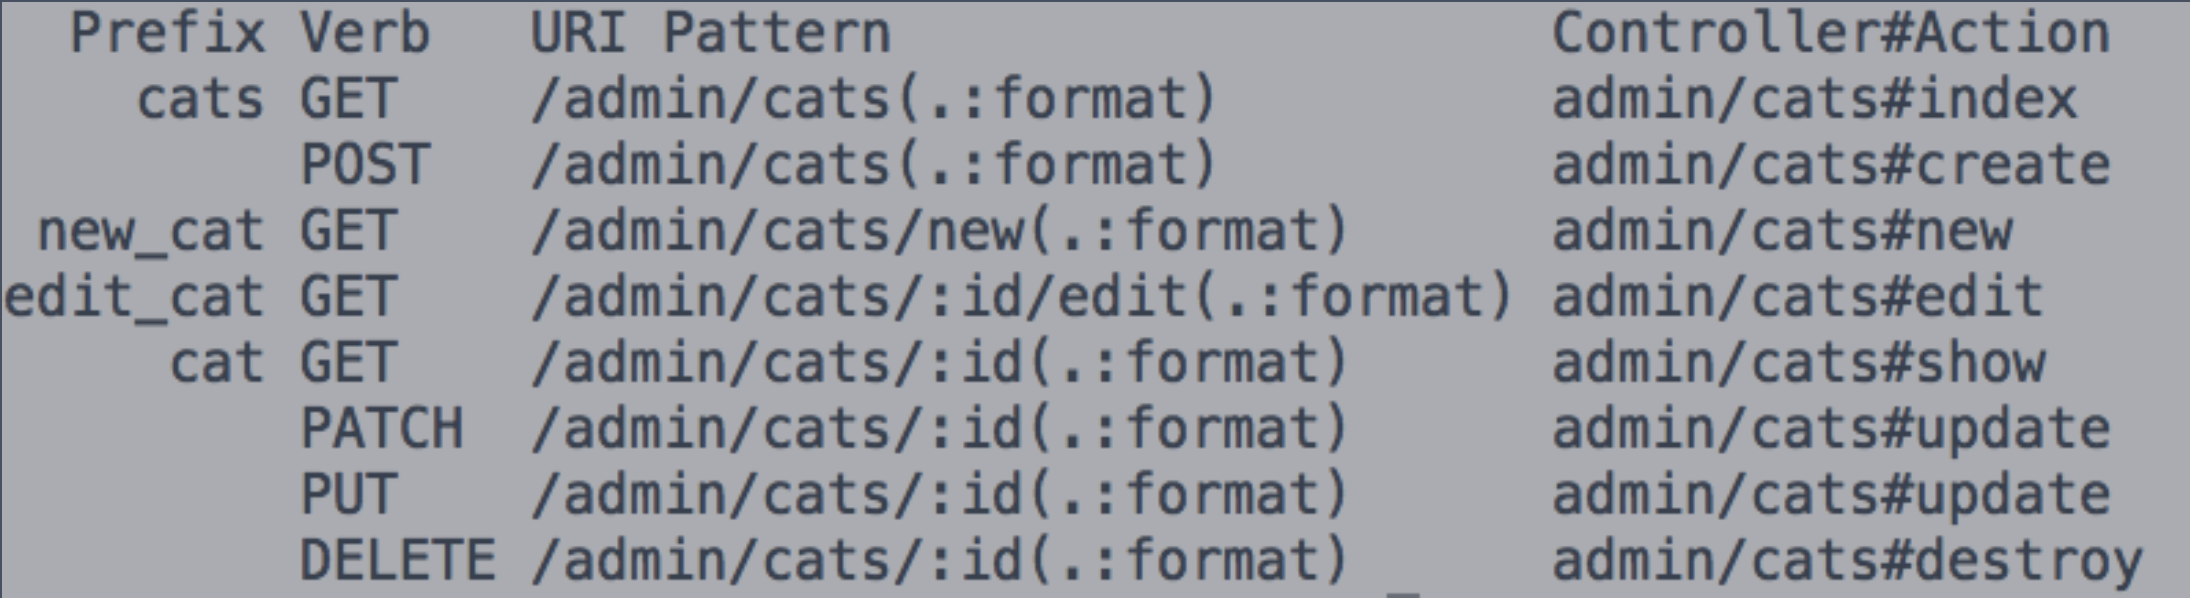 Prefix Verb URI Pattern Controller#Action
cats GET /admin/cats(.:format) admin/cats#index
POST /admin/cats(.:format) admin/cats#create
new_cat GET /admin/cats/new(.:format) admin/cats#new
edit_cat GET /admin/cats/:id/edit(.:format) admin/cats#edit
cat GET /admin/cats/:id(.:format) admin/cats#show
PATCH /admin/cats/:id(.:format) admin/cats#update
PUT /admin/cats/:id(.:format) admin/cats#update
DELETE /admin/cats/:id(.:format) admin/cats#destroy